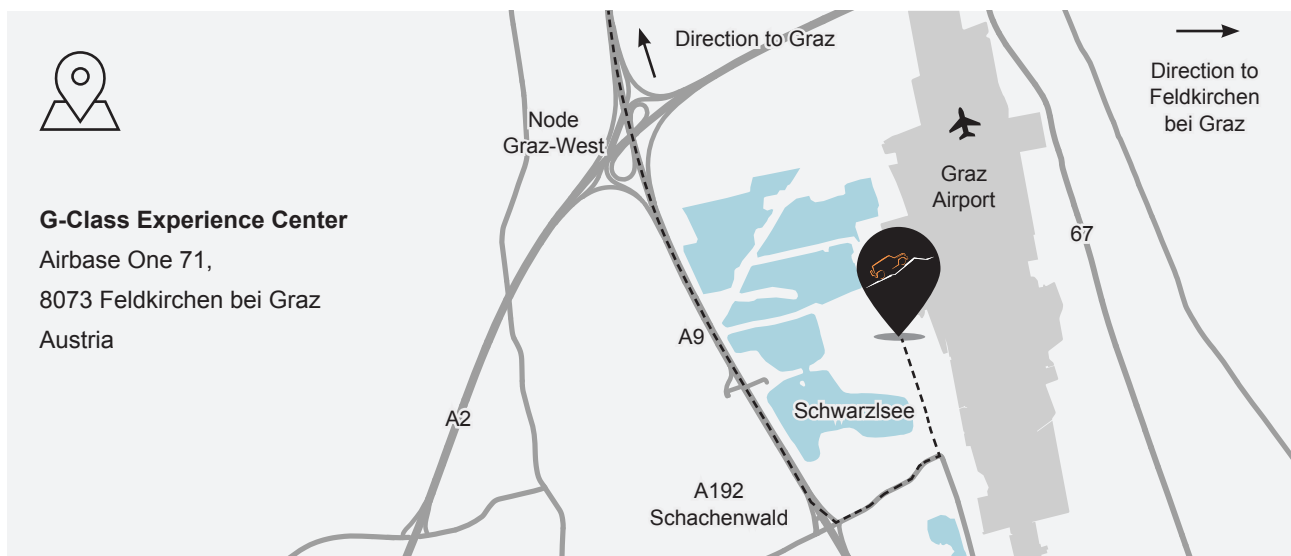 Direction to Graz
Direction to
Feldkirchen
bei Graz
Node
Graz-West
Graz
Airport
G-Class Experience Center
Airbase One 71,
8073 Feldkirchen bei Graz
Austria
67
A9
A2
Schwarzlsee
A192
Schachenwald